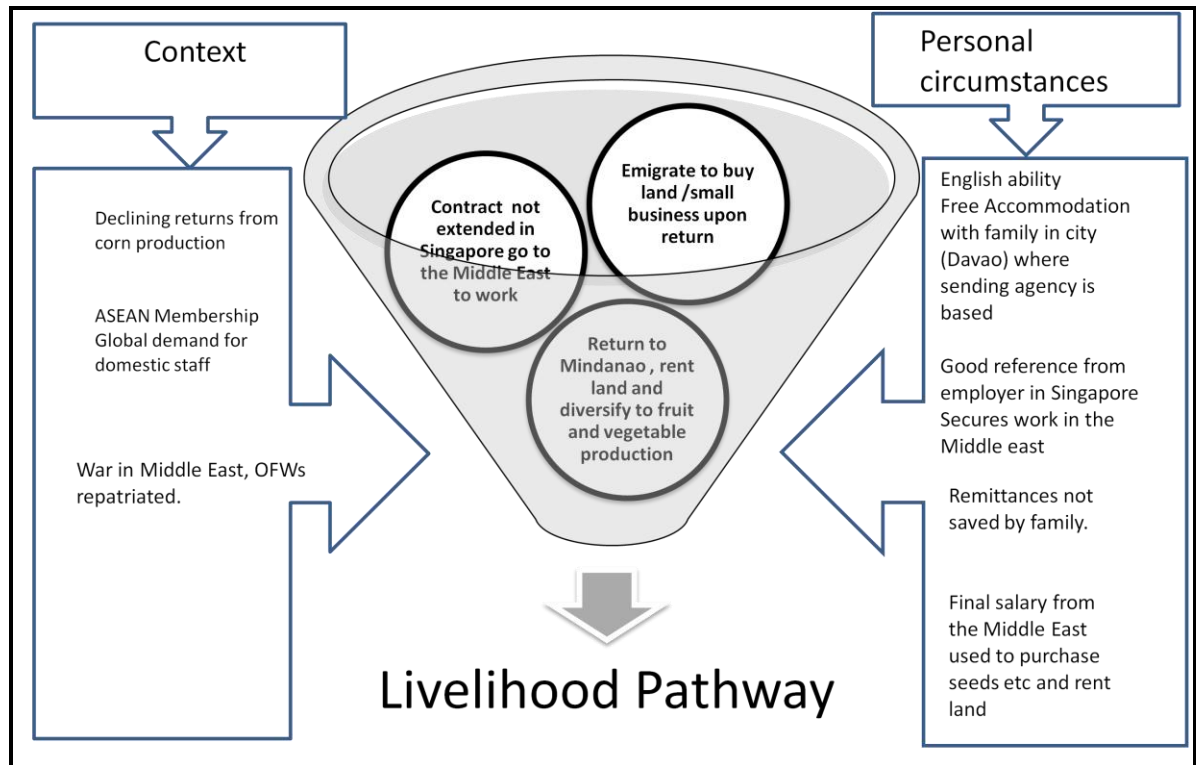 Context
Declining returns from
corn production
ASEAN Membership
Global demand for
domestic staff
War in Middle East, OFWs
repatriated.
Contract not
extended in
Singapore go to
the Middle East
to work
Emigrate to buy
land /small
business upon
return
Return to
Mindanao , rent
land and
diversify to fruit
and vegetable
production
Livelihood Pathway
Personal
circumstances
English ability
Free Accommodation
with family in city
(Davao) where
sending agency is
based
Good reference from
employer in Singapore
Secures work in the
Middle east
Remittances not
saved by family.
Final salary from
the Middle East
used to purchase
seeds etc and rent
land